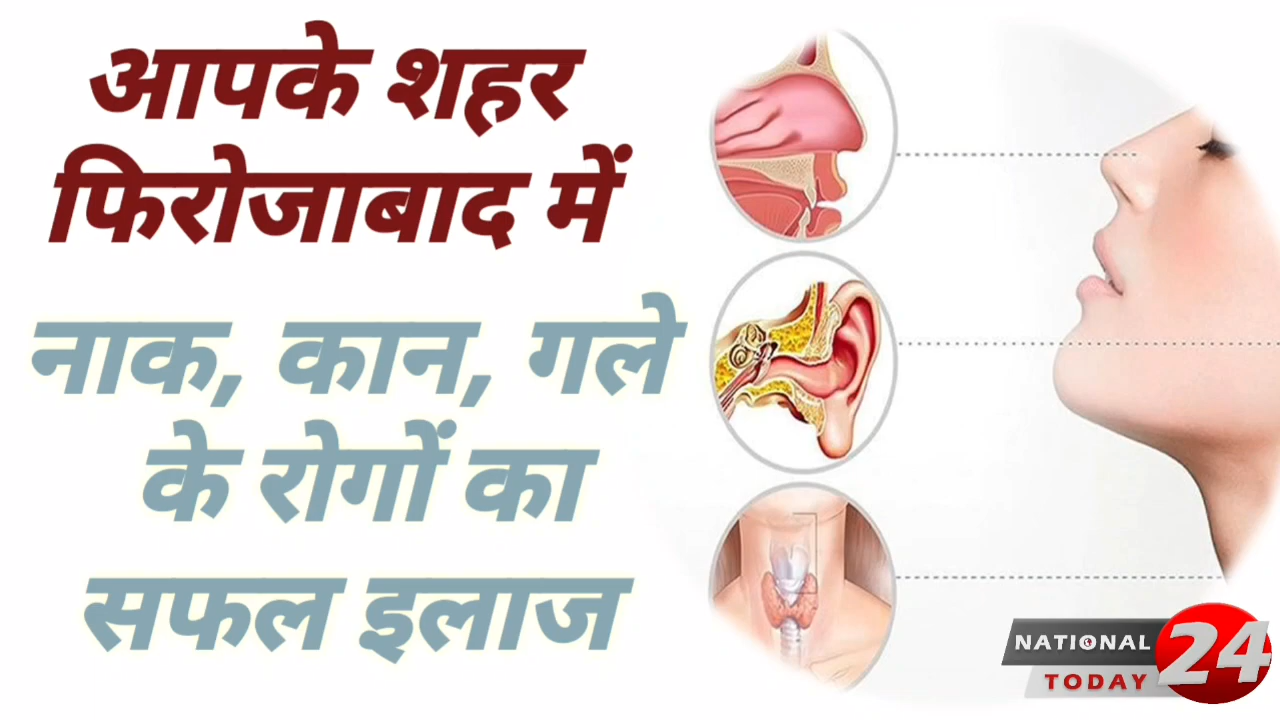 आपके शहर
फिरोजाबाद में
नाक, कान, गले
के रोगों का
सफल इलाज
NATIONAL
24
TODAY